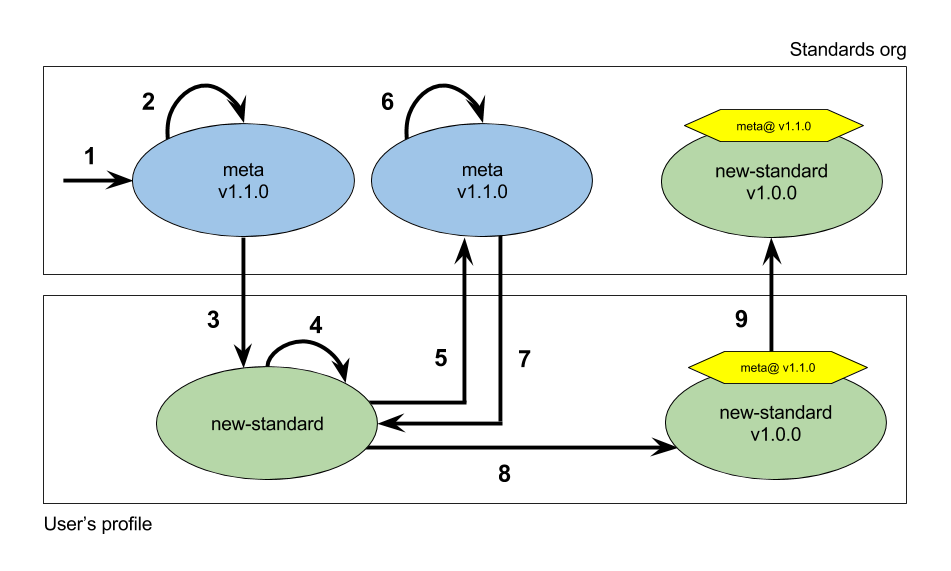 Standards org
1
2
meta
v1.1.0
6
meta
v1.1.0
meta@ v1.1.0
new-standard
v1.0.0
3
4
5
7
9
new-standard
8
meta@ v1.1.0
new-standard
v1.0.0
User's profile